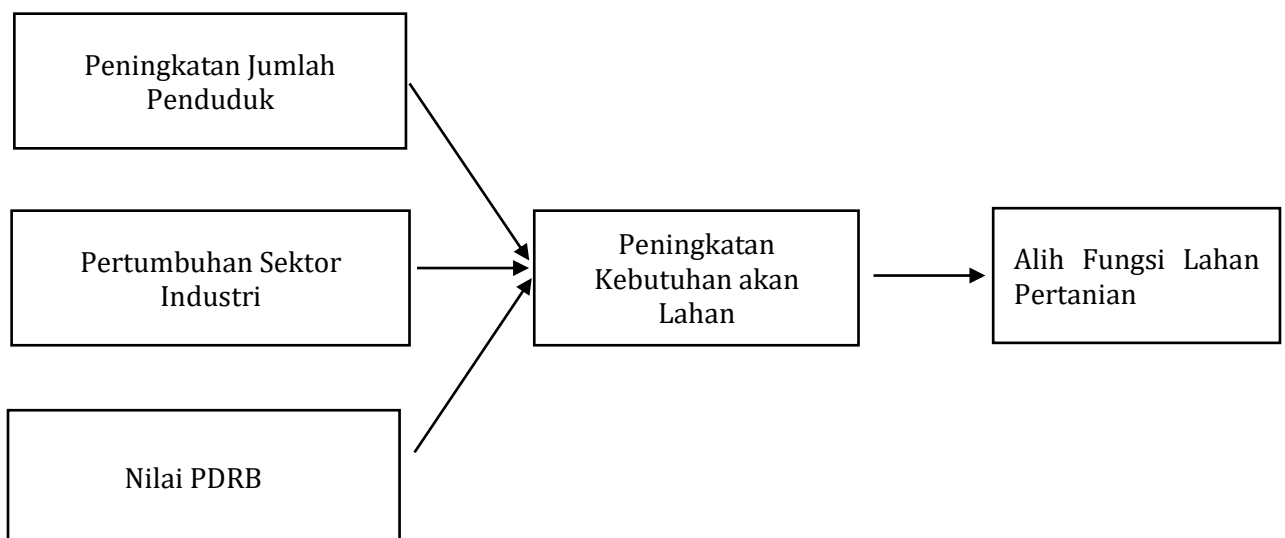 Peningkatan Jumlah
Penduduk
Pertumbuhan Sektor
Industri
Nilai PDRB
Peningkatan
Kebutuhan akan
Lahan
Alih Fungsi Lahan
Pertanian